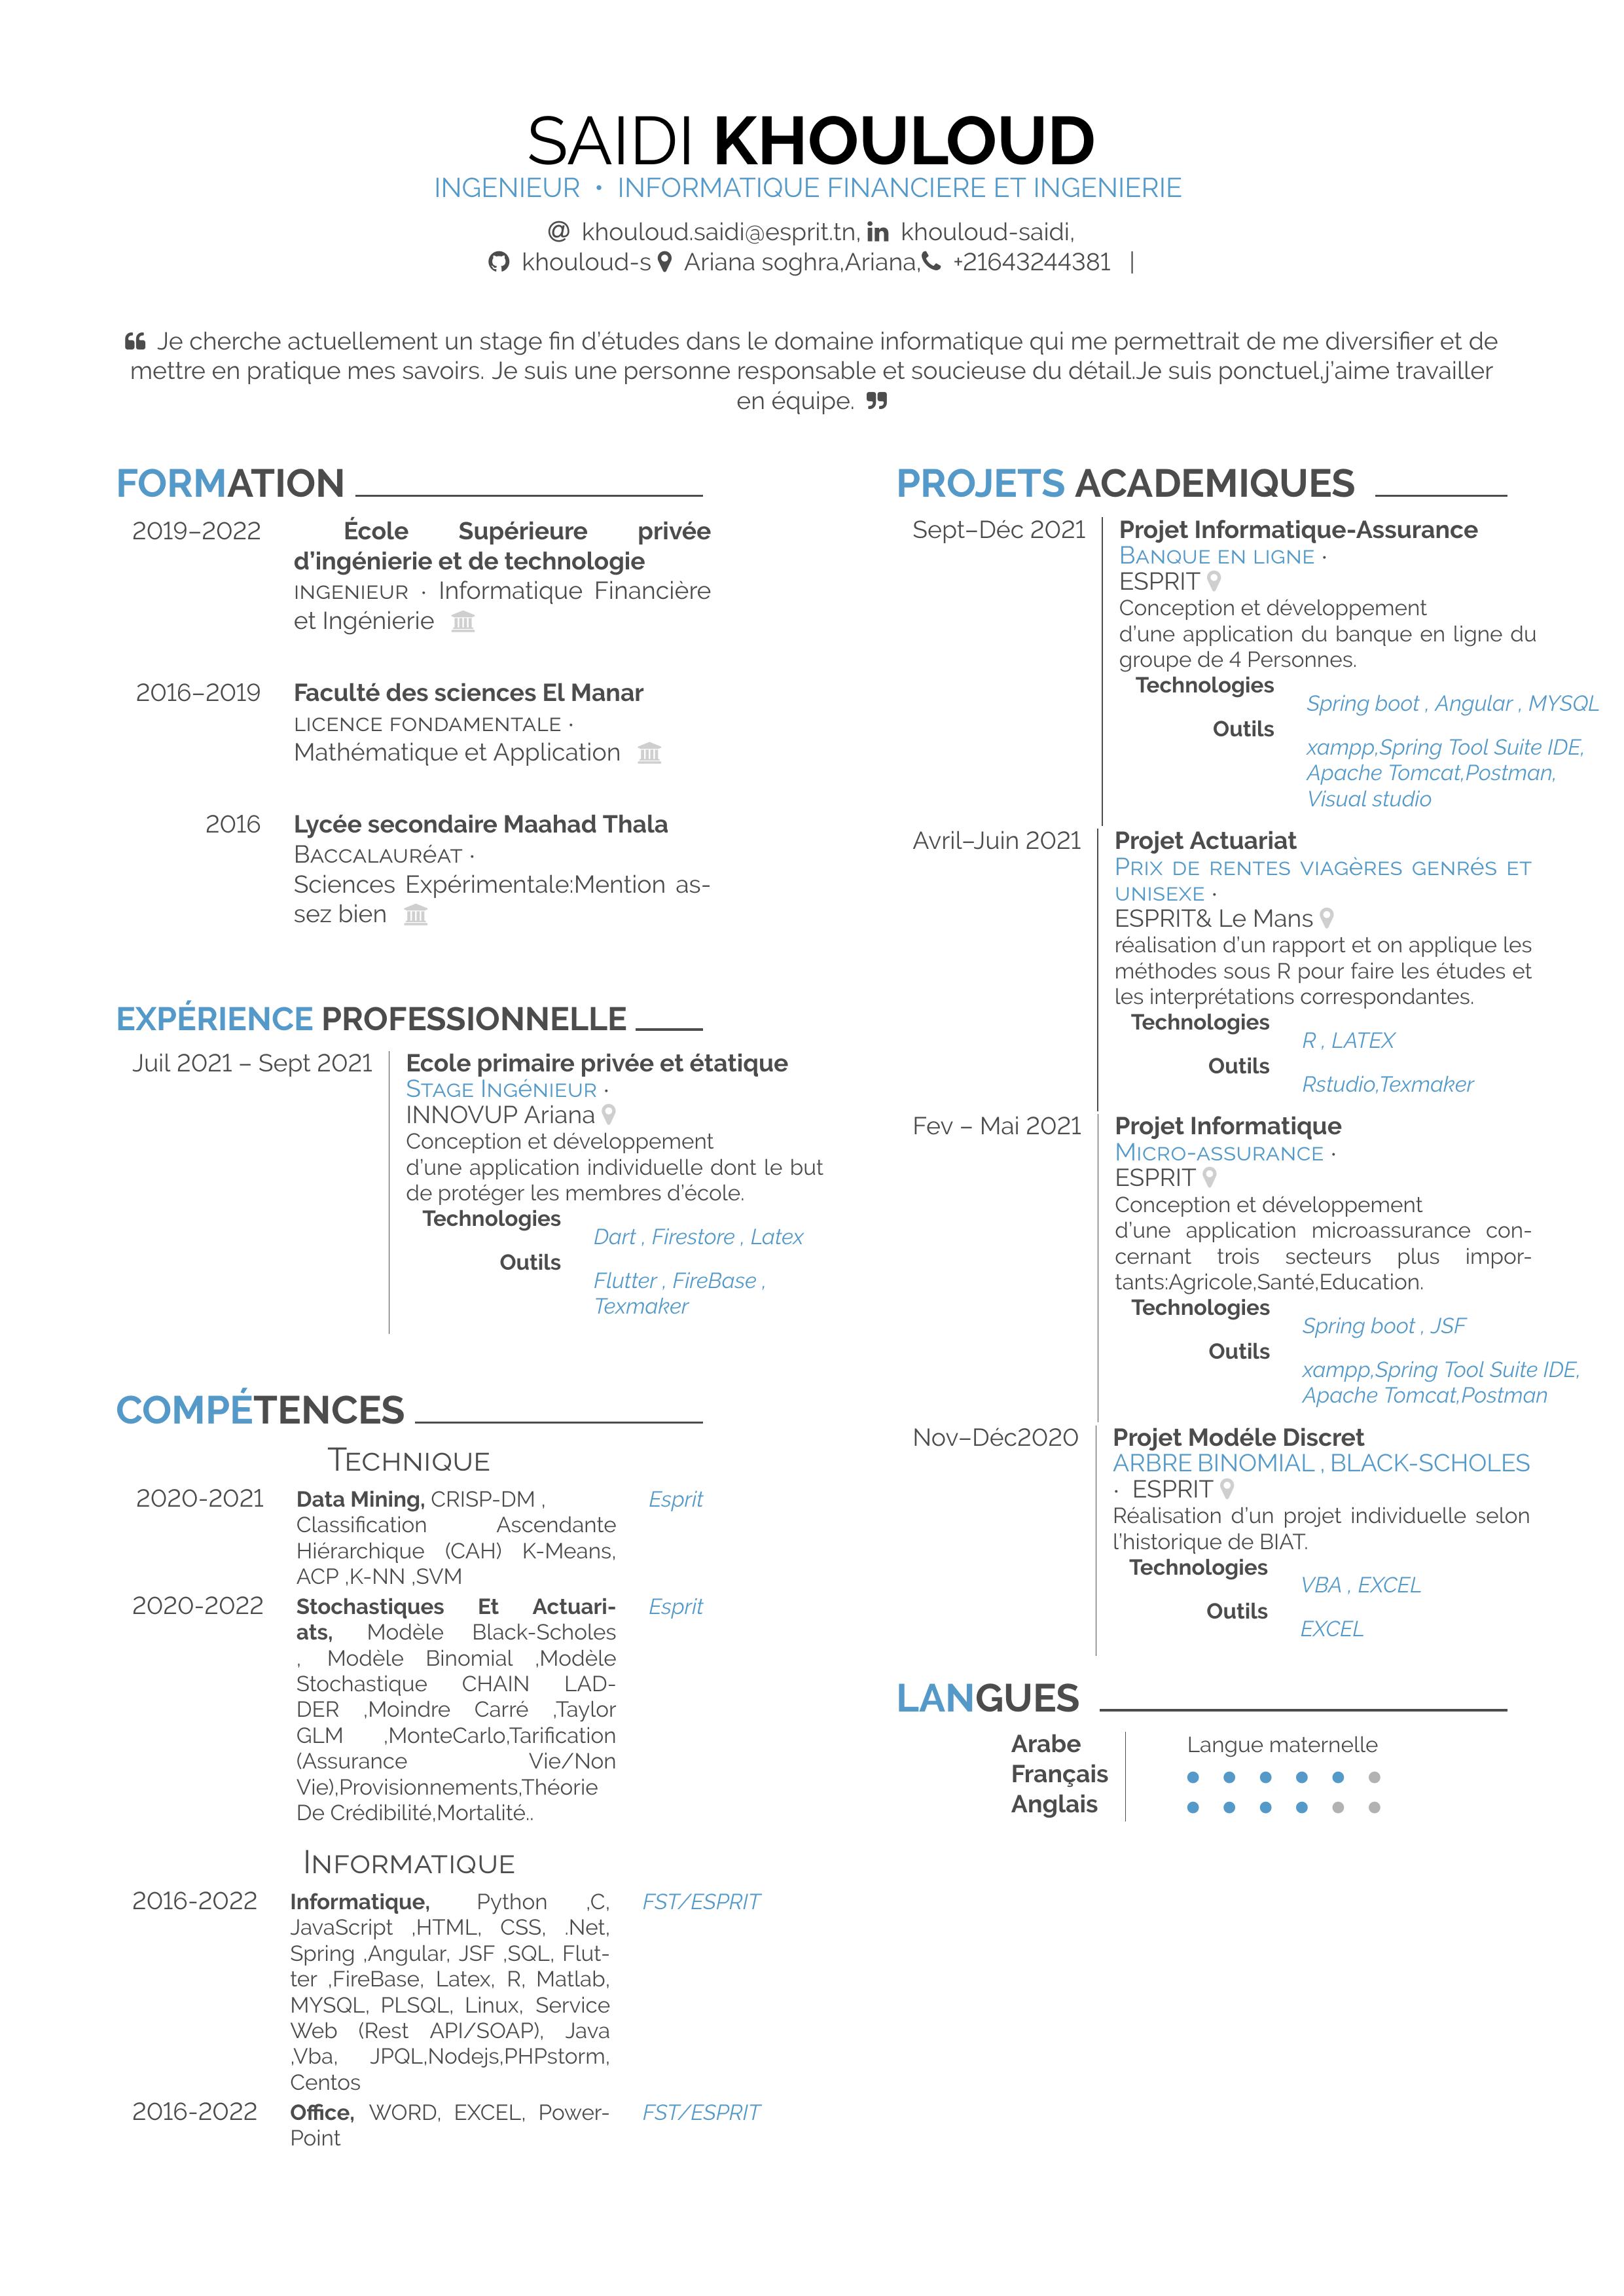 SAIDI KHOULOUD
INGENIEUR • INFORMATIQUE FINANCIERE ET INGENIERIE
@ khouloud.saidi@esprit.tn, in khouloud-saidi,
khouloud-s Ariana soghra,Ariana, +21643244381 |
“ Je cherche actuellement un stage fin d’études dans le domaine informatique qui me permettrait de me diversifier et de
mettre en pratique mes savoirs. Je suis une personne responsable et soucieuse du détail.Je suis ponctuel,j’aime travailler
en équipe. ”
FORMATION
2019–2022 École Supérieure privée
d’ingénierie et de technologie
INGENIEUR · Informatique Financière
et Ingénierie
2016–2019 Faculté des sciences El Manar
LICENCE FONDAMENTALE ·
Mathématique et Application
2016 Lycée secondaire Maahad Thala
BACCALAURéAT ·
Sciences Expérimentale:Mention as-
sez bien
EXPÉRIENCE PROFESSIONNELLE
Juil 2021 – Sept 2021 Ecole primaire privée et étatique
STAGE INGéNIEUR ·
INNOVUP Ariana
Conception et développement
d’une application individuelle dont le but
de protéger les membres d’école.
Technologies
Dart , Firestore , Latex
Outils
Flutter , FireBase ,
Texmaker
COMPÉTENCES
TECHNIQUE
2020-2021 Data Mining, CRISP-DM , Esprit
Classification Ascendante
Hiérarchique (CAH) K-Means,
ACP ,K-NN ,SVM
2020-2022 Stochastiques Et Actuari- Esprit
ats, Modèle Black-Scholes
, Modèle Binomial ,Modèle
Stochastique CHAIN LAD-
DER ,Moindre Carré ,Taylor
GLM ,MonteCarlo,Tarification
(Assurance Vie/Non
Vie),Provisionnements,Théorie
De Crédibilité,Mortalité..
INFORMATIQUE
2016-2022 Informatique, Python ,C, FST/ESPRIT
JavaScript ,HTML, CSS, .Net,
Spring ,Angular, JSF ,SQL, Flut-
ter ,FireBase, Latex, R, Matlab,
MYSQL, PLSQL, Linux, Service
Web (Rest API/SOAP), Java
,Vba, JPQL,Nodejs,PHPstorm,
Centos
2016-2022 Office, WORD, EXCEL, Power- FST/ESPRIT
Point
PROJETS ACADEMIQUES
Sept–Déc 2021 Projet Informatique-Assurance
BANQUE EN LIGNE ·
ESPRIT
Conception et développement
d’une application du banque en ligne du
groupe de 4 Personnes.
Technologies
Spring boot , Angular , MYSQL
Outils
xampp,Spring Tool Suite IDE,
Apache Tomcat,Postman,
Visual studio
Avril–Juin 2021 Projet Actuariat
PRIX DE RENTES VIAGèRES GENRéS ET
UNISEXE ·
ESPRIT& Le Mans
réalisation d’un rapport et on applique les
méthodes sous R pour faire les études et
les interprétations correspondantes.
Technologies
R , LATEX
Outils
Rstudio,Texmaker
Fev – Mai 2021 Projet Informatique
MICRO-ASSURANCE ·
ESPRIT
Conception et développement
d’une application microassurance con-
cernant trois secteurs plus impor-
tants:Agricole,Santé,Education.
Technologies
Spring boot , JSF
Outils
xampp,Spring Tool Suite IDE,
Apache Tomcat,Postman
Nov–Déc2020 Projet Modéle Discret
ARBRE BINOMIAL , BLACK-SCHOLES
· ESPRIT
Réalisation d’un projet individuelle selon
l’historique de BIAT.
Technologies
VBA , EXCEL
Outils
EXCEL
LANGUES
Arabe Langue maternelle
Français
Anglais